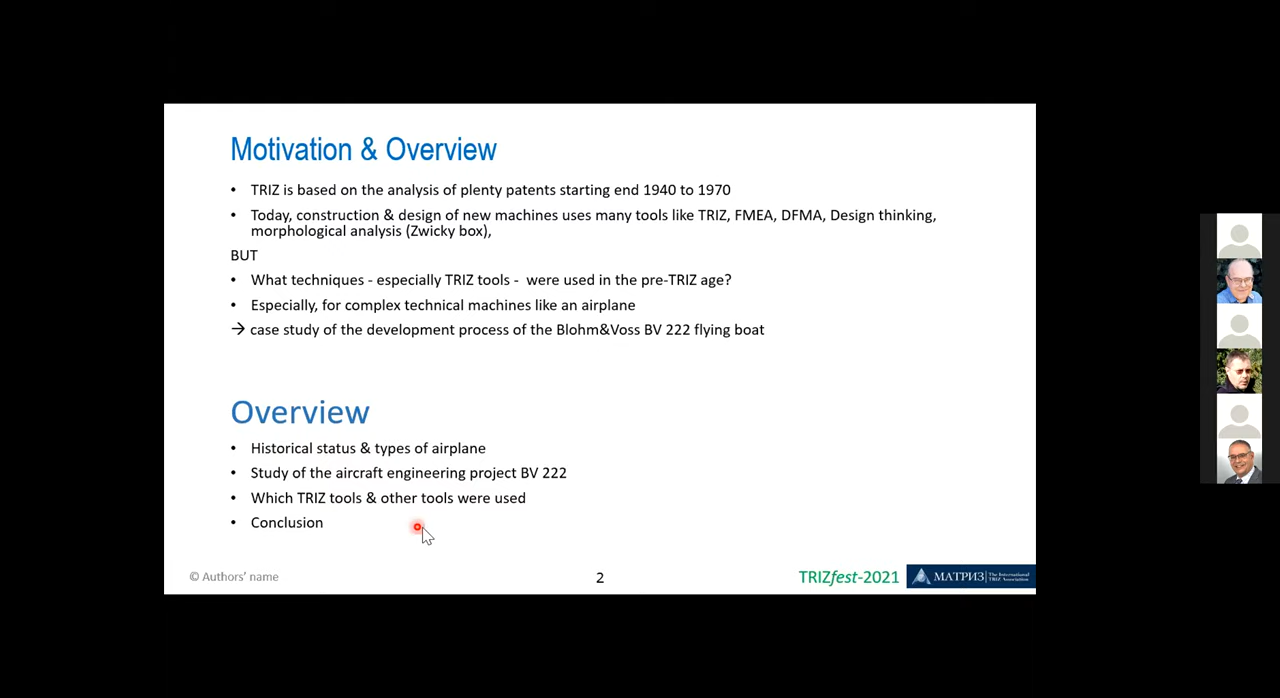 Motivation & Overview
• TRIZ is based on the analysis of plenty patents starting end 1940 to 1970
• Today, construction & design of new machines uses many tools like TRIZ, FMEA, DFMA, Design thinking,
morphological analysis (Zwicky box),
BUT
• What techniques - especially TRIZ tools - were used in the pre-TRIZ age?
• Especially, for complex technical machines like an airplane
→ case study of the development process of the Blohm&Voss BV 222 flying boat
Overview
• Historical status & types of airplane
• Study of the aircraft engineering project BV 222
• Which TRIZ tools & other tools were used
• Conclusion
© Authors’ name
2
TRIZfest-2021
МАТРИЗ
The International
TRIZ Association